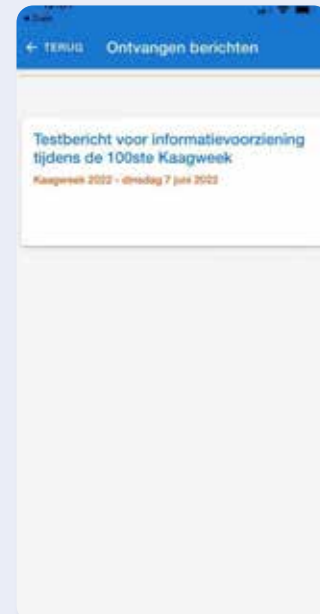 ← TERUG Ontvangen berichten
Testbericht voor informatievoorziening
tijdens de 100ste Kaagweek
Kaagweek 2022 - dinsdag 7 juni 2022